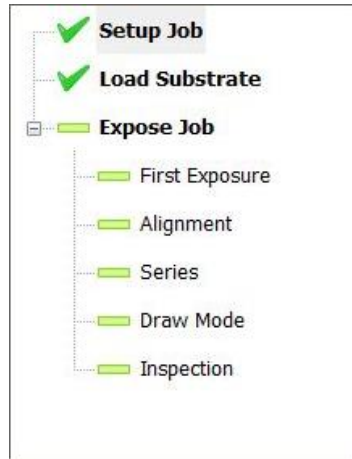 Setup Job
Load Substrate
Expose Job
First Exposure
Alignment
Series
Draw Mode
Inspection